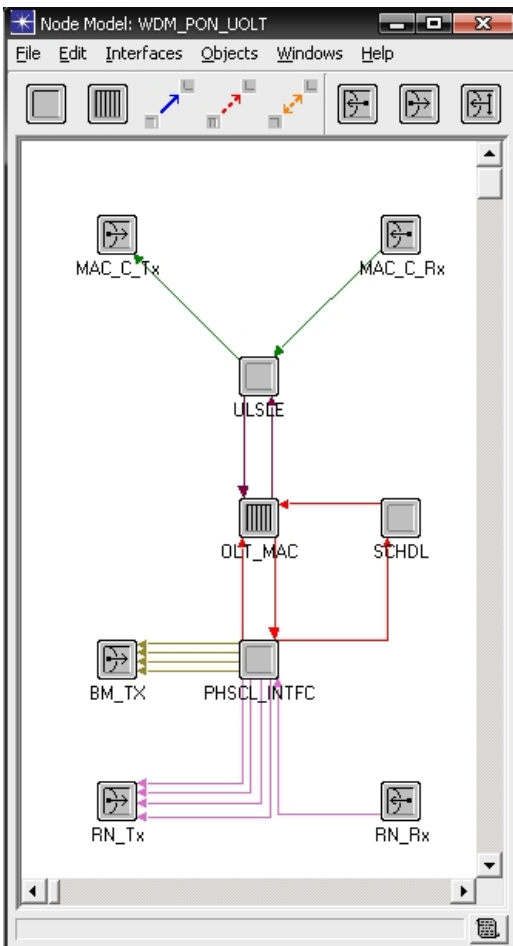 Node Model: WDM_PON_UOLT
File Edit Interfaces Objects Windows Help
MAC_C_Tx MAC_C_Rx
ULSLE
OLT_MAC SCHDL
BM_TX PHSCL_INTFC
RN_Tx RN_Rx